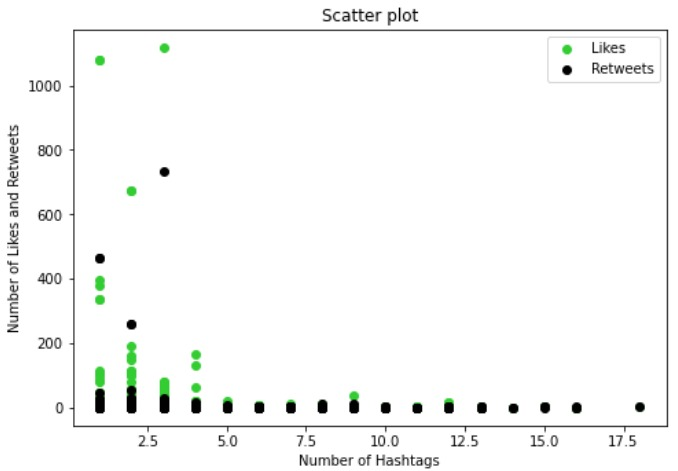 Scatter plot
Likes
Retweets
Number of Likes and Retweets
1000
800
600
400
200
0
2.5 5.0 7.5 10.0 12.5 15.0 17.5
Number of Hashtags